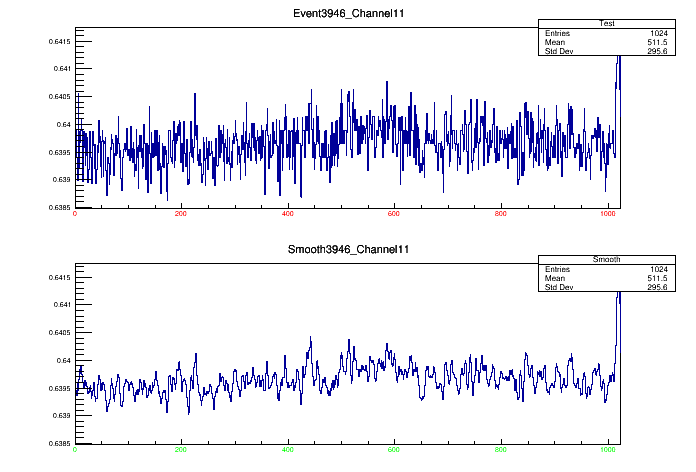 Event3946_Channel11
Test
Entries 1024
Mean 511.5
Std Dev 295.6
0.6415
0.641
0.6405
0.64
0.6395
0.639
0.6385
0 200 400 600 800 1000
Smooth3946_Channel11
Smooth
Entries 1024
Mean 511.5
Std Dev 295.6
0.6415
0.641
0.6405
0.64
0.6395
0.639
0.6385
0 200 400 600 800 1000